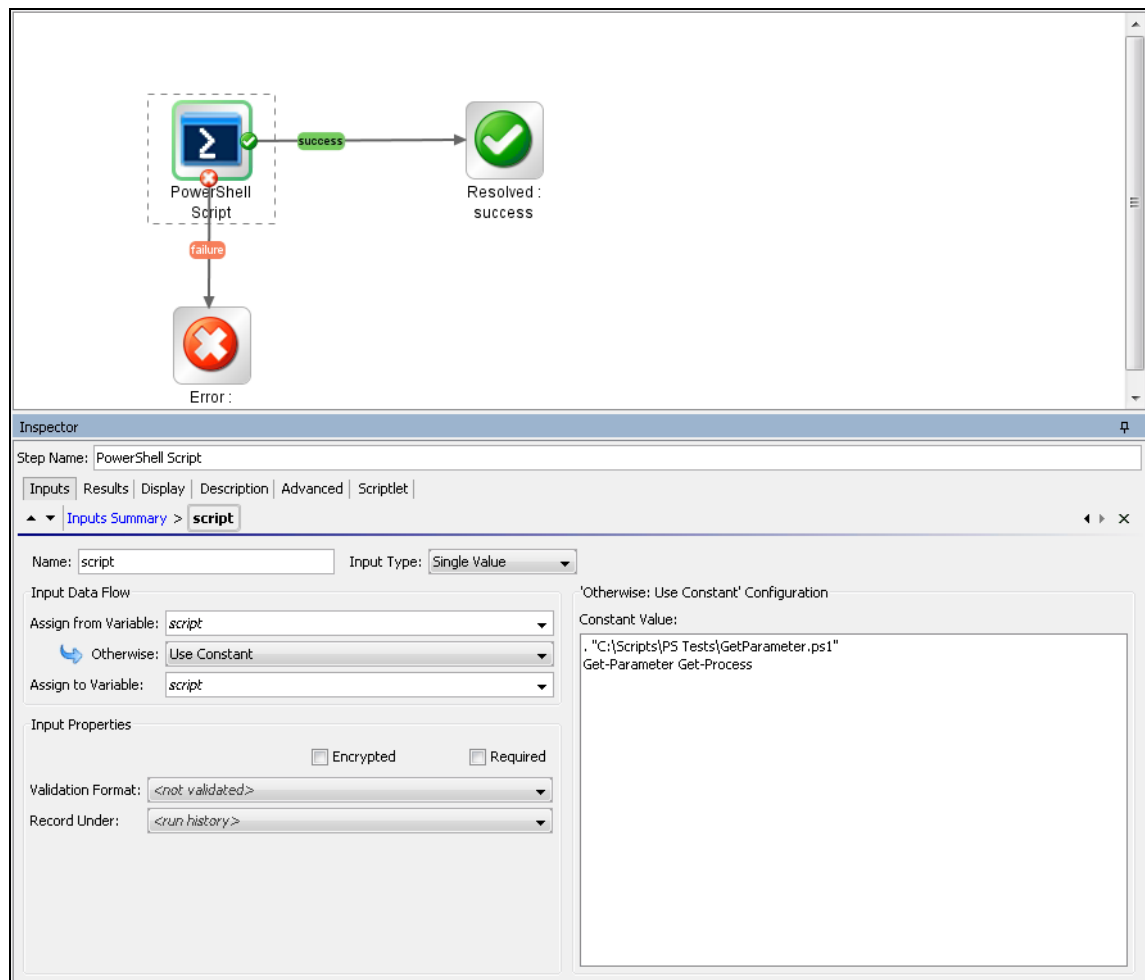 success
PowerShell
Script
Resolved :
success
failure
Error :
Inspector
Step Name: PowerShell Script
Inputs Results Display Description Advanced Scriptlet
Inputs Summary > script
Name: script Input Type: Single Value
Input Data Flow
Assign from Variable: script
Otherwise: Use Constant
Assign to Variable: script
Input Properties
Encrypted Required
Validation Format: <not validated>
Record Under: <run history>
'Otherwise: Use Constant' Configuration
Constant Value:
. "C:\Scripts\PS Tests\GetParameter.ps1"
Get-Parameter Get-Process